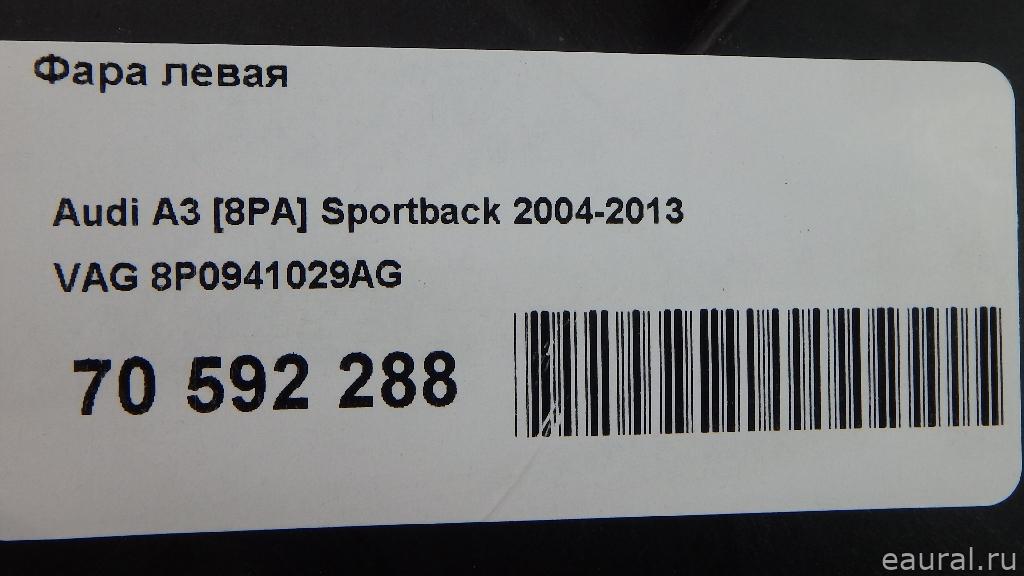 Фара левая
Audi A3 [8PA] Sportback 2004-2013
VAG 8P0941029AG
70 592 288
eaural.ru